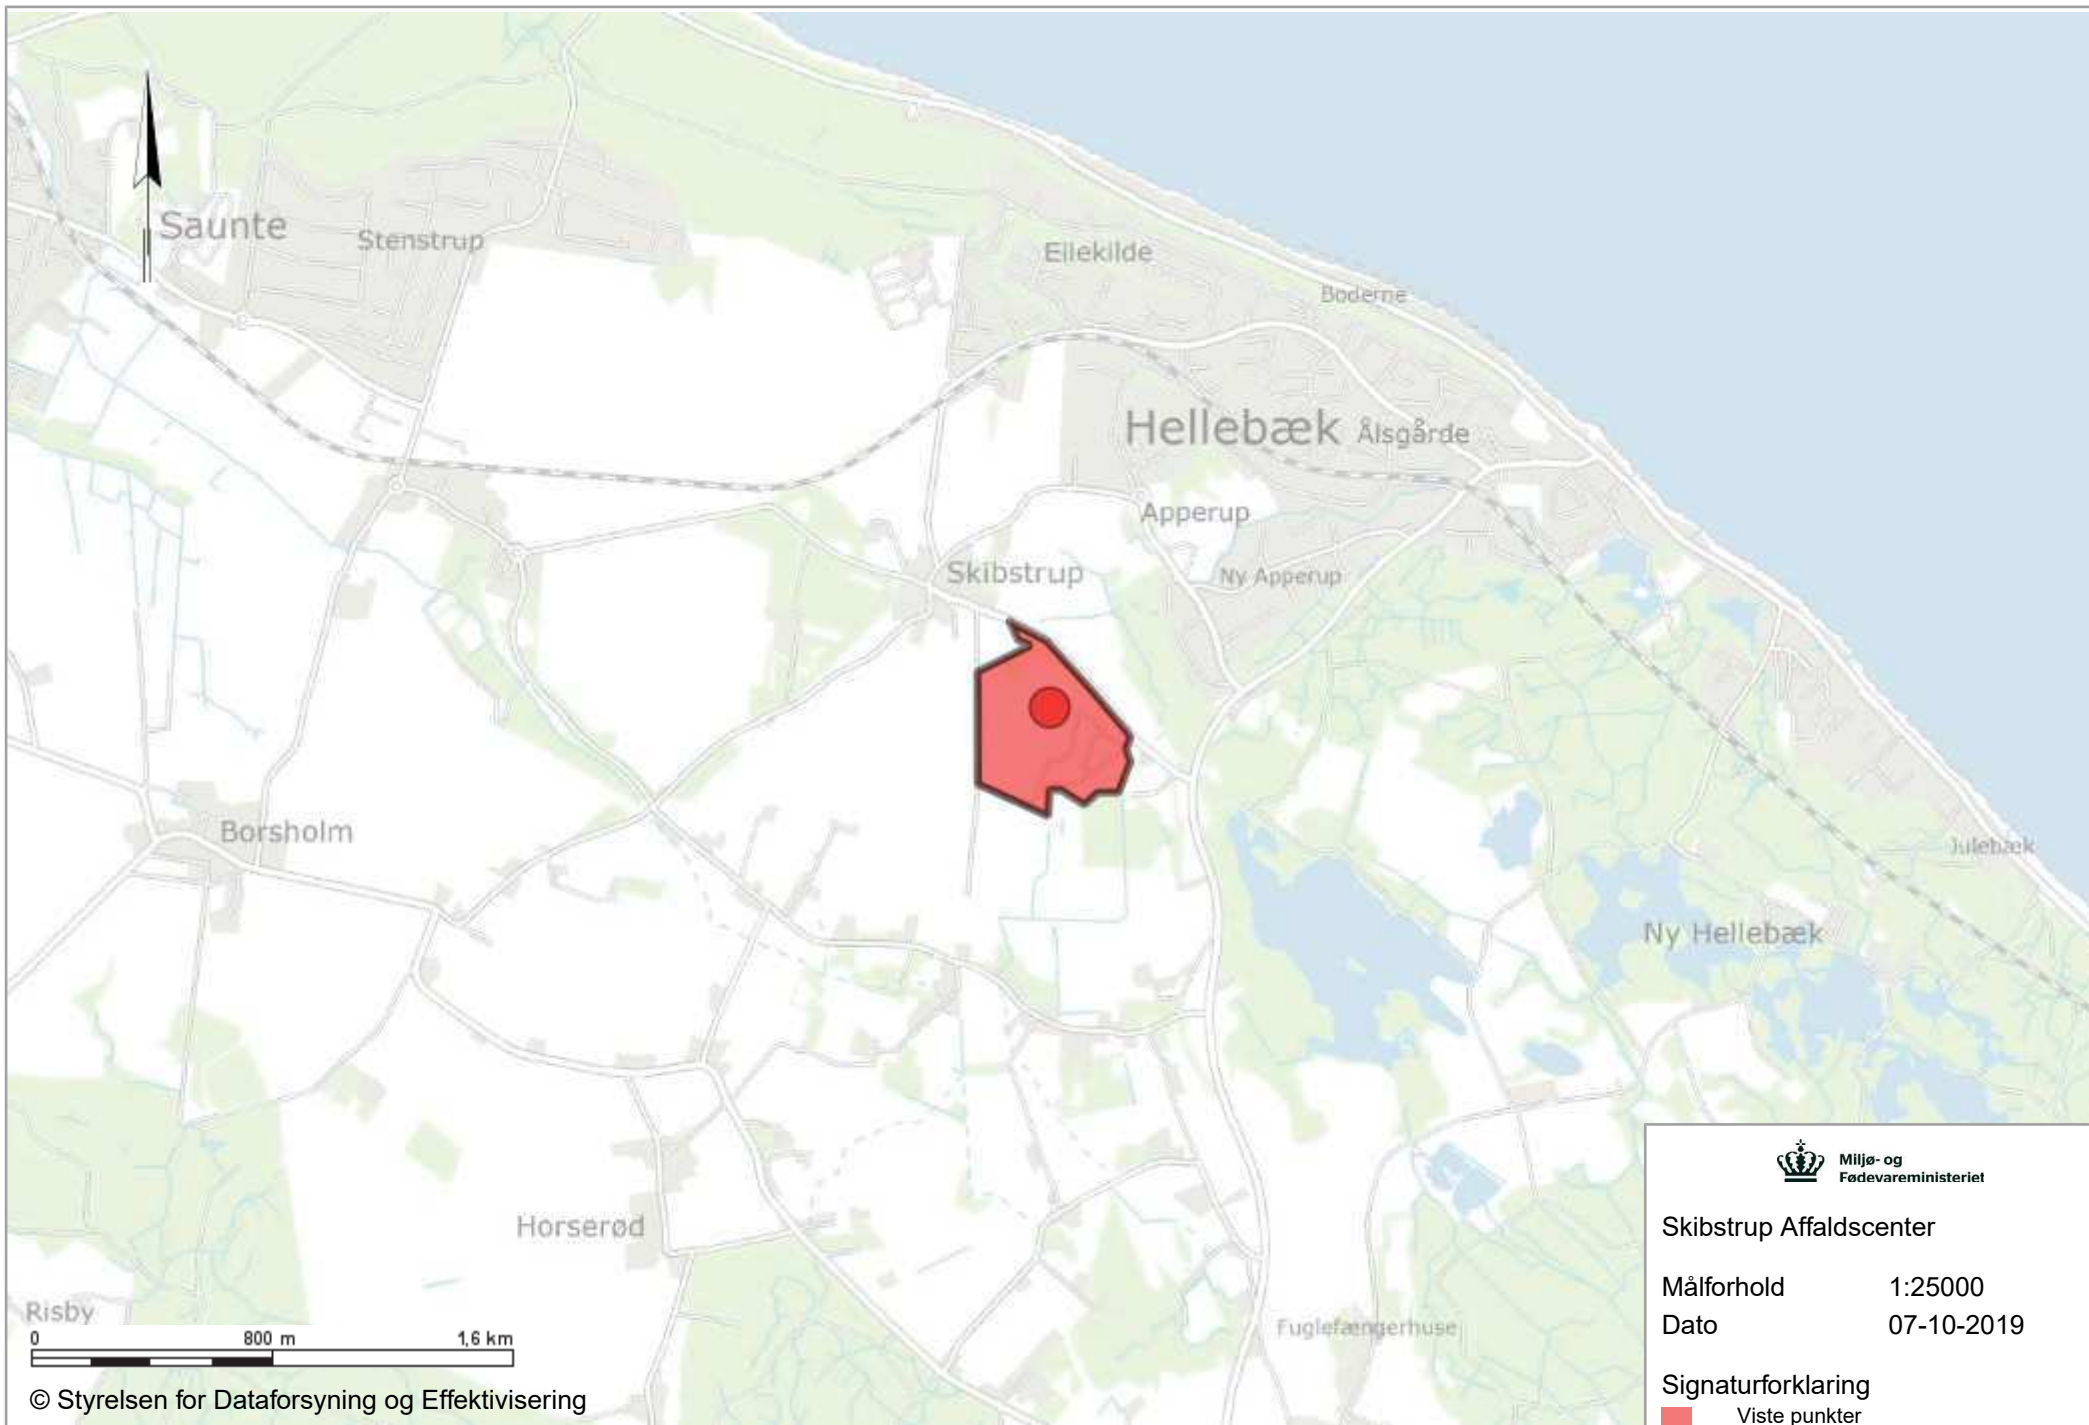 Saunte
Stenstrup
Ellekilde
Boderne
Hellebæk
Ålsgårde
Apperup
Skibstrup
Ny Apperup
Borsholm
Julebæk
Ny Hellebæk
Horserød
Risby
Fuglefængerhuse
0 800 m 1,6 km
© Styrelsen for Dataforsyning og Effektivisering
Miljø- og
Fødevareministeriet
Skibstrup Affaldscenter
Målforhold 1:25000
Dato 07-10-2019
Signaturforklaring
Viste punkter